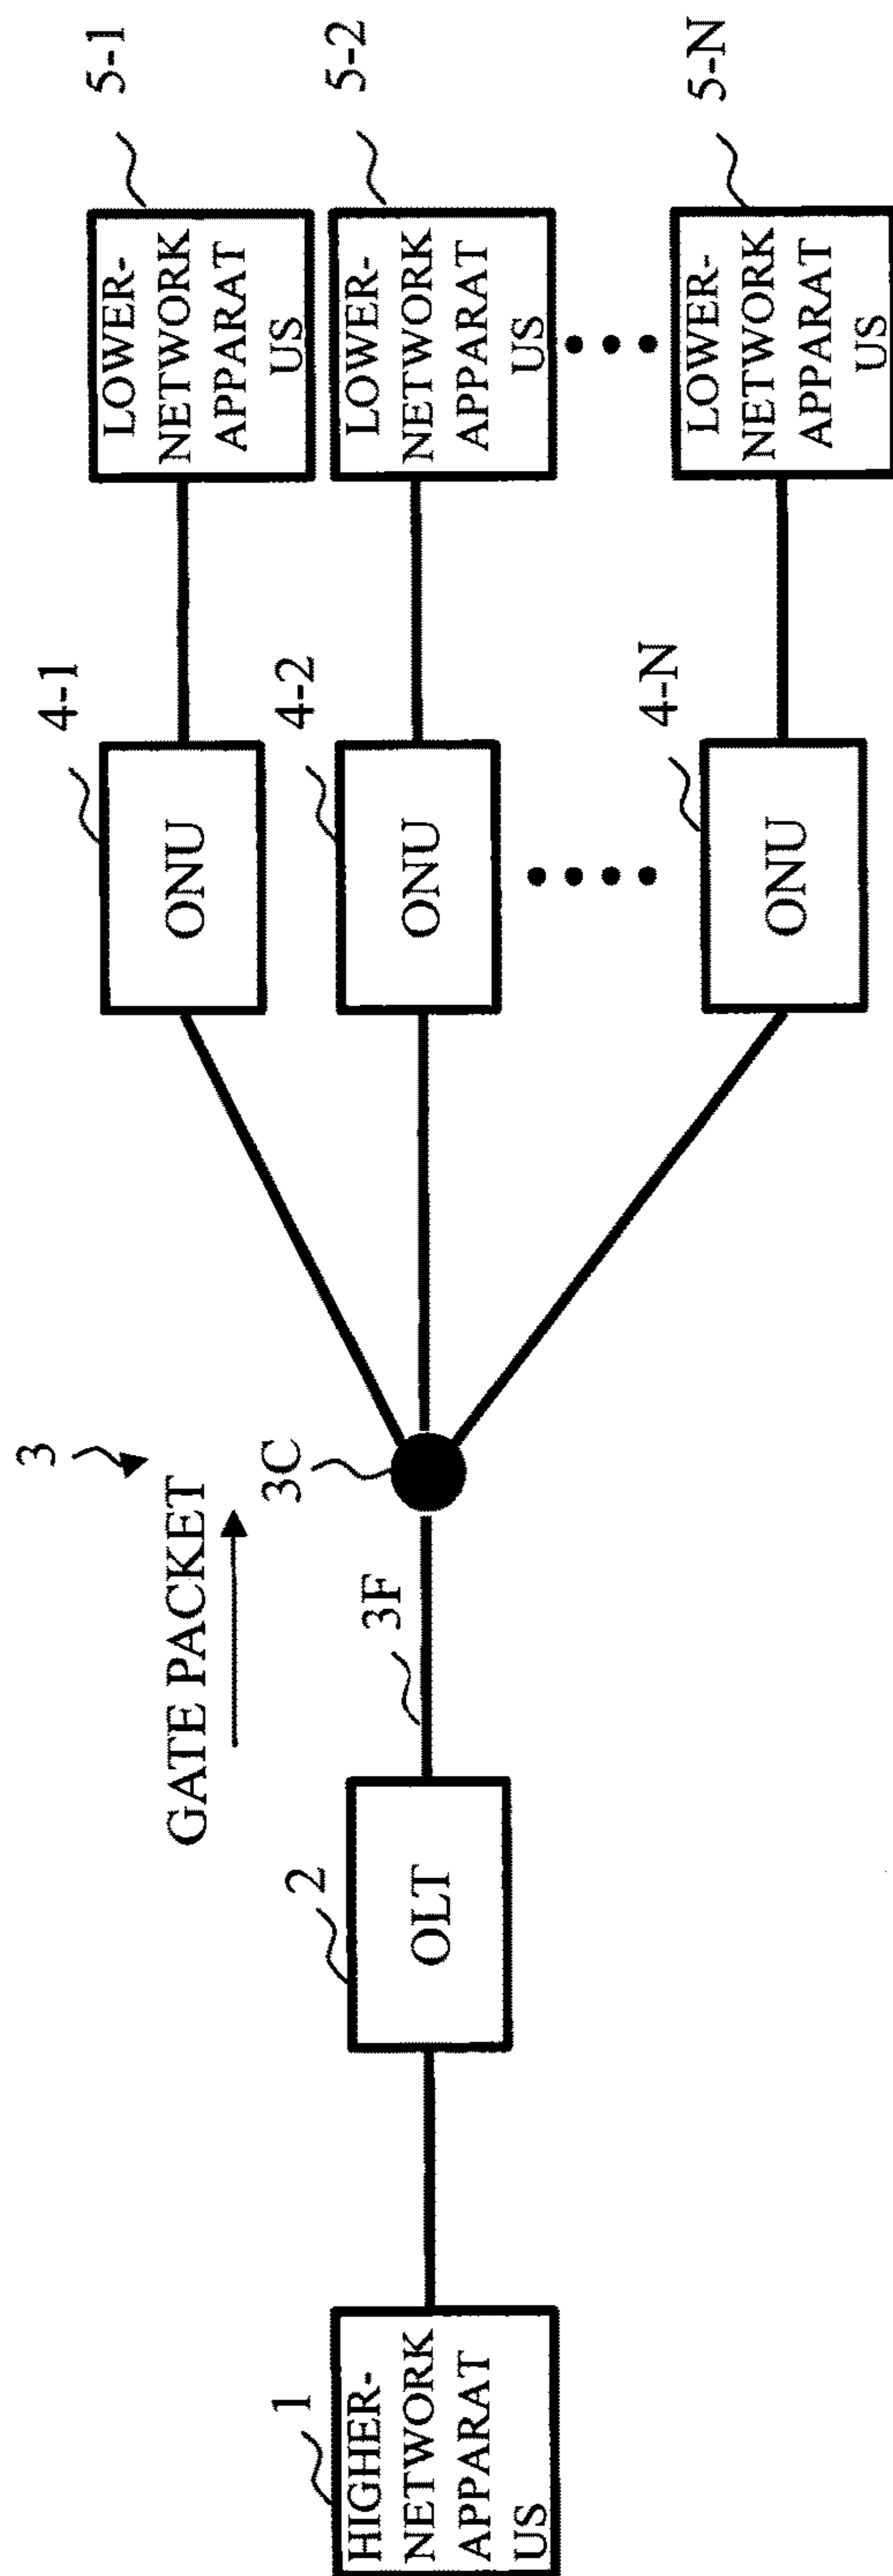 1
HIGHER-
NETWORK
APPARAT
US
2
OLT
GATE PACKET
3
3C
3F
4-1
ONU
4-2
ONU
4-N
ONU
5-1
LOWER-
NETWORK
APPARAT
US
5-2
LOWER-
NETWORK
APPARAT
US
5-N
LOWER-
NETWORK
APPARAT
US